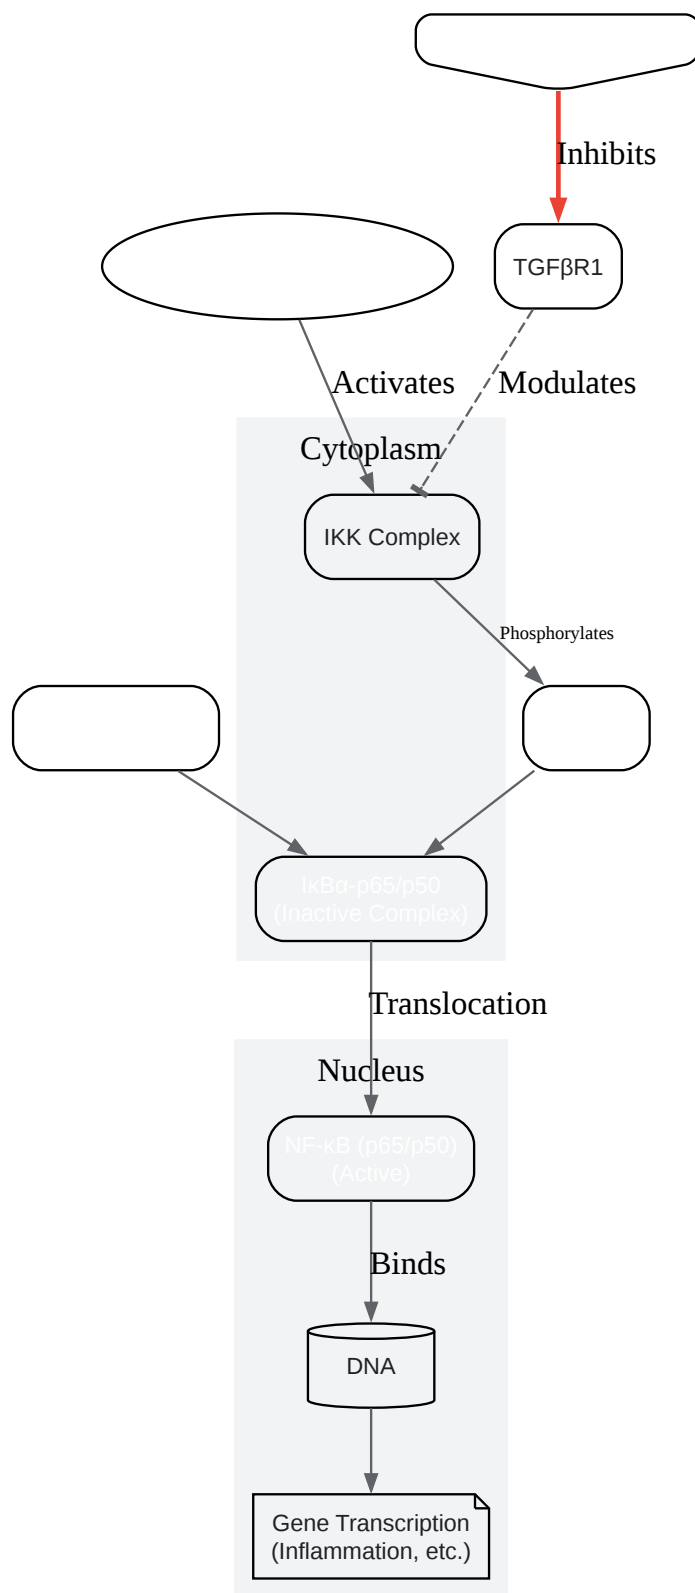 Inhibits
TGFβR1
Activates
Modulates
Cytoplasm
IKK Complex
Phosphorylates
IκBα-p65/p50
(Inactive Complex)
Translocation
Nucleus
NF-κB (p65/p50)
(Active)
Binds
DNA
Gene Transcription
(Inflammation, etc.)